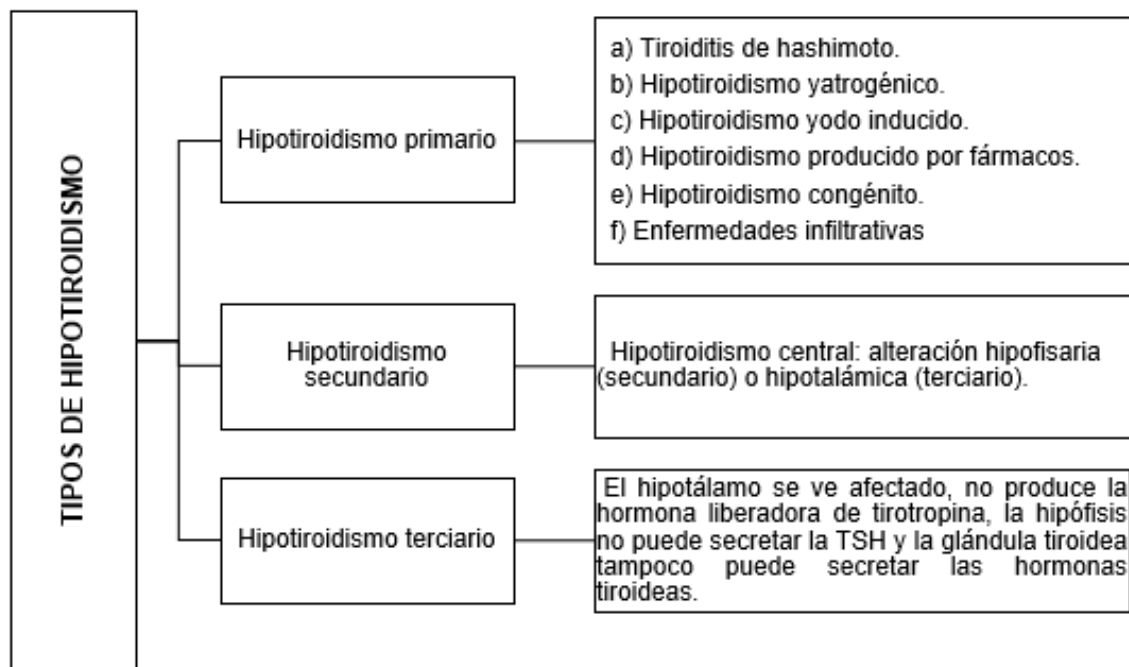 TIPOS DE HIPOTIROIDISMO
Hipotiroidismo primario
a) Tiroiditis de hashimoto.
b) Hipotiroidismo yatrogénico.
c) Hipotiroidismo yodo inducido.
d) Hipotiroidismo producido por fármacos.
e) Hipotiroidismo congénito.
f) Enfermedades infiltrativas
Hipotiroidismo
secundario
Hipotiroidismo central: alteración hipofisaria
(secundario) o hipotalámica (terciario).
Hipotiroidismo terciario
El hipotálamo se ve afectado, no produce la
hormona liberadora de tirotropina, la hipófisis
no puede secretar la TSH y la glándula tiroidea
tampoco puede secretar las hormonas
tiroideas.